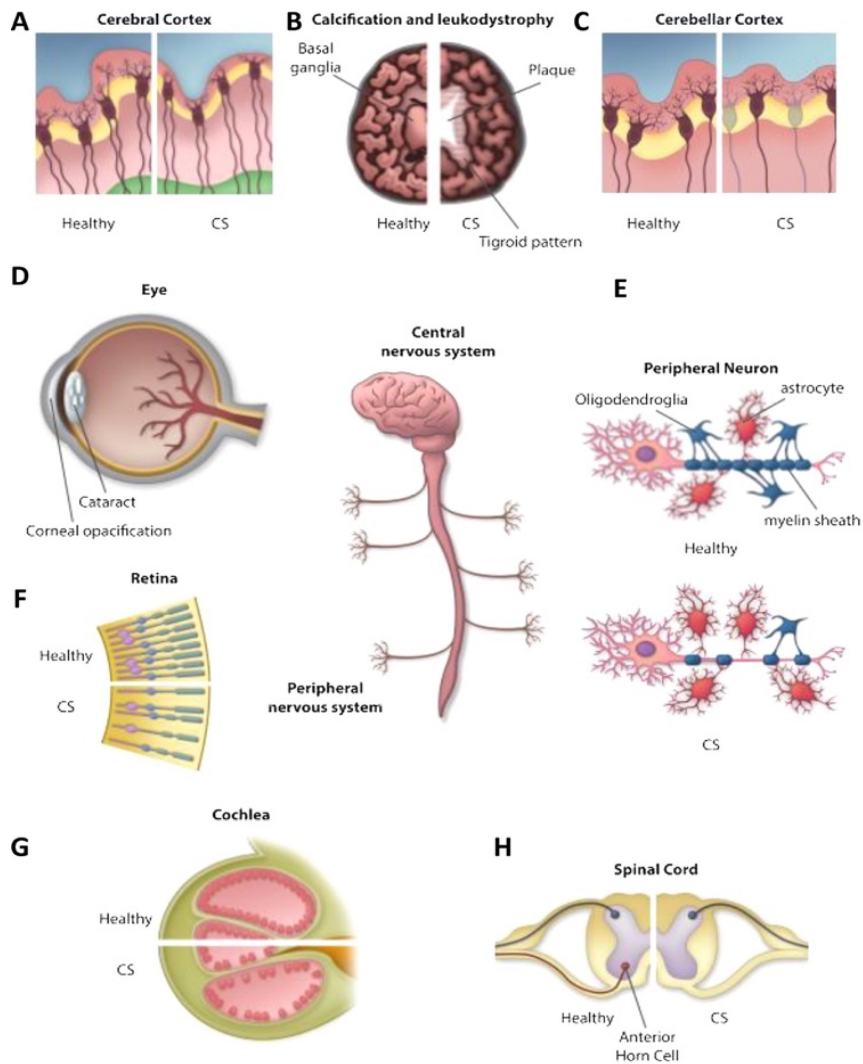 A
Cerebral Cortex
Healthy
CS
B
Calcification and leukodystrophy
Basal
ganglia
Plaque
Healthy
CS
Tigroid pattern
C
Cerebellar Cortex
Healthy
CS
D
Eye
Cataract
Corneal opacification
Central
nervous system
Peripheral
nervous system
E
Peripheral Neuron
Oligodendroglia
astrocyte
myelin sheath
Healthy
CS
F
Retina
Healthy
CS
G
Cochlea
Healthy
CS
H
Spinal Cord
Healthy
CS
Anterior
Horn Cell